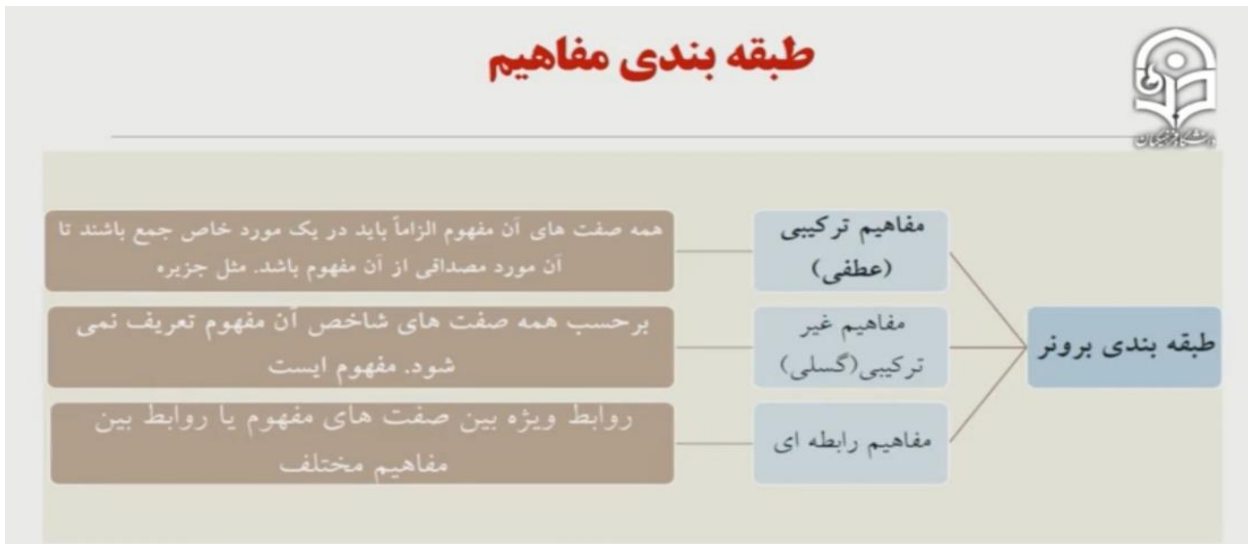 طبقه بندی مفاهیم
دانشگاه فرهنگیان
طبقه بندی برونر
مفاهیم ترکیبی
(عطفی)
همه صفت های آن مفهوم الزاماً باید در یک مورد خاص جمع باشند تا
آن مورد مصداقی از آن مفهوم باشد. مثل جزیره
مفاهیم غیر
ترکیبی(گسلی)
برحسب همه صفت های شاخص آن مفهوم تعریف نمی
شود. مفهوم ایست
مفاهیم رابطه ای
روابط ویژه بین صفت های مفهوم یا روابط بین
مفاهیم مختلف